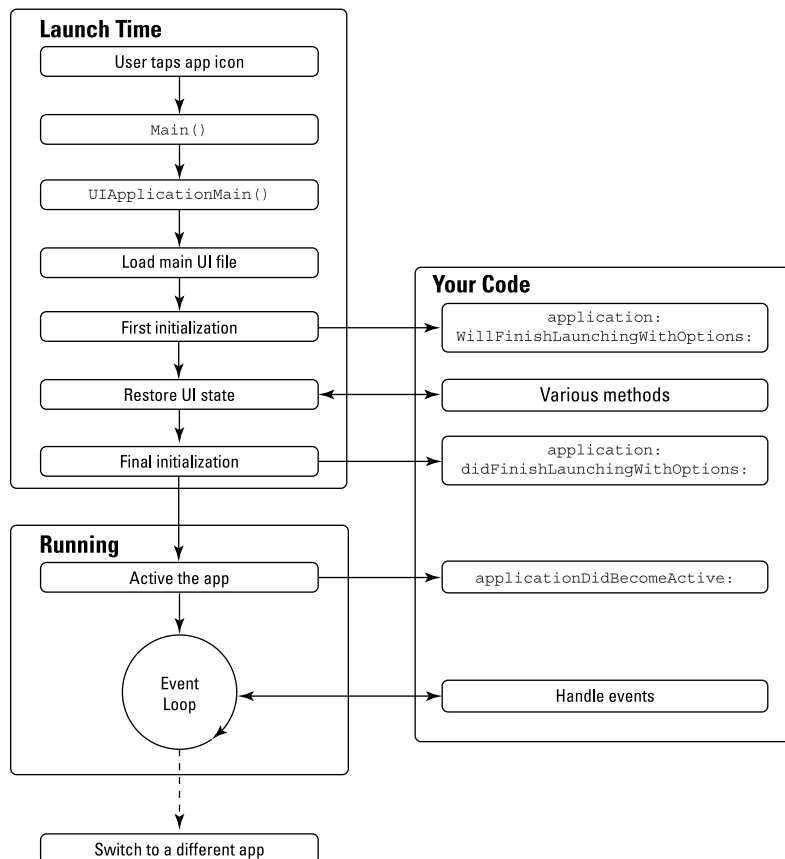 Launch Time
User taps app icon
Main()
UIApplicationMain()
Load main UI file
First initialization
Restore UI state
Final initialization
Your Code
application:
WillFinishLaunchingWithOptions:
Various methods
application:
didFinishLaunchingWithOptions:
Running
Active the app
applicationDidBecomeActive:
Event
Loop
Handle events
Switch to a different app